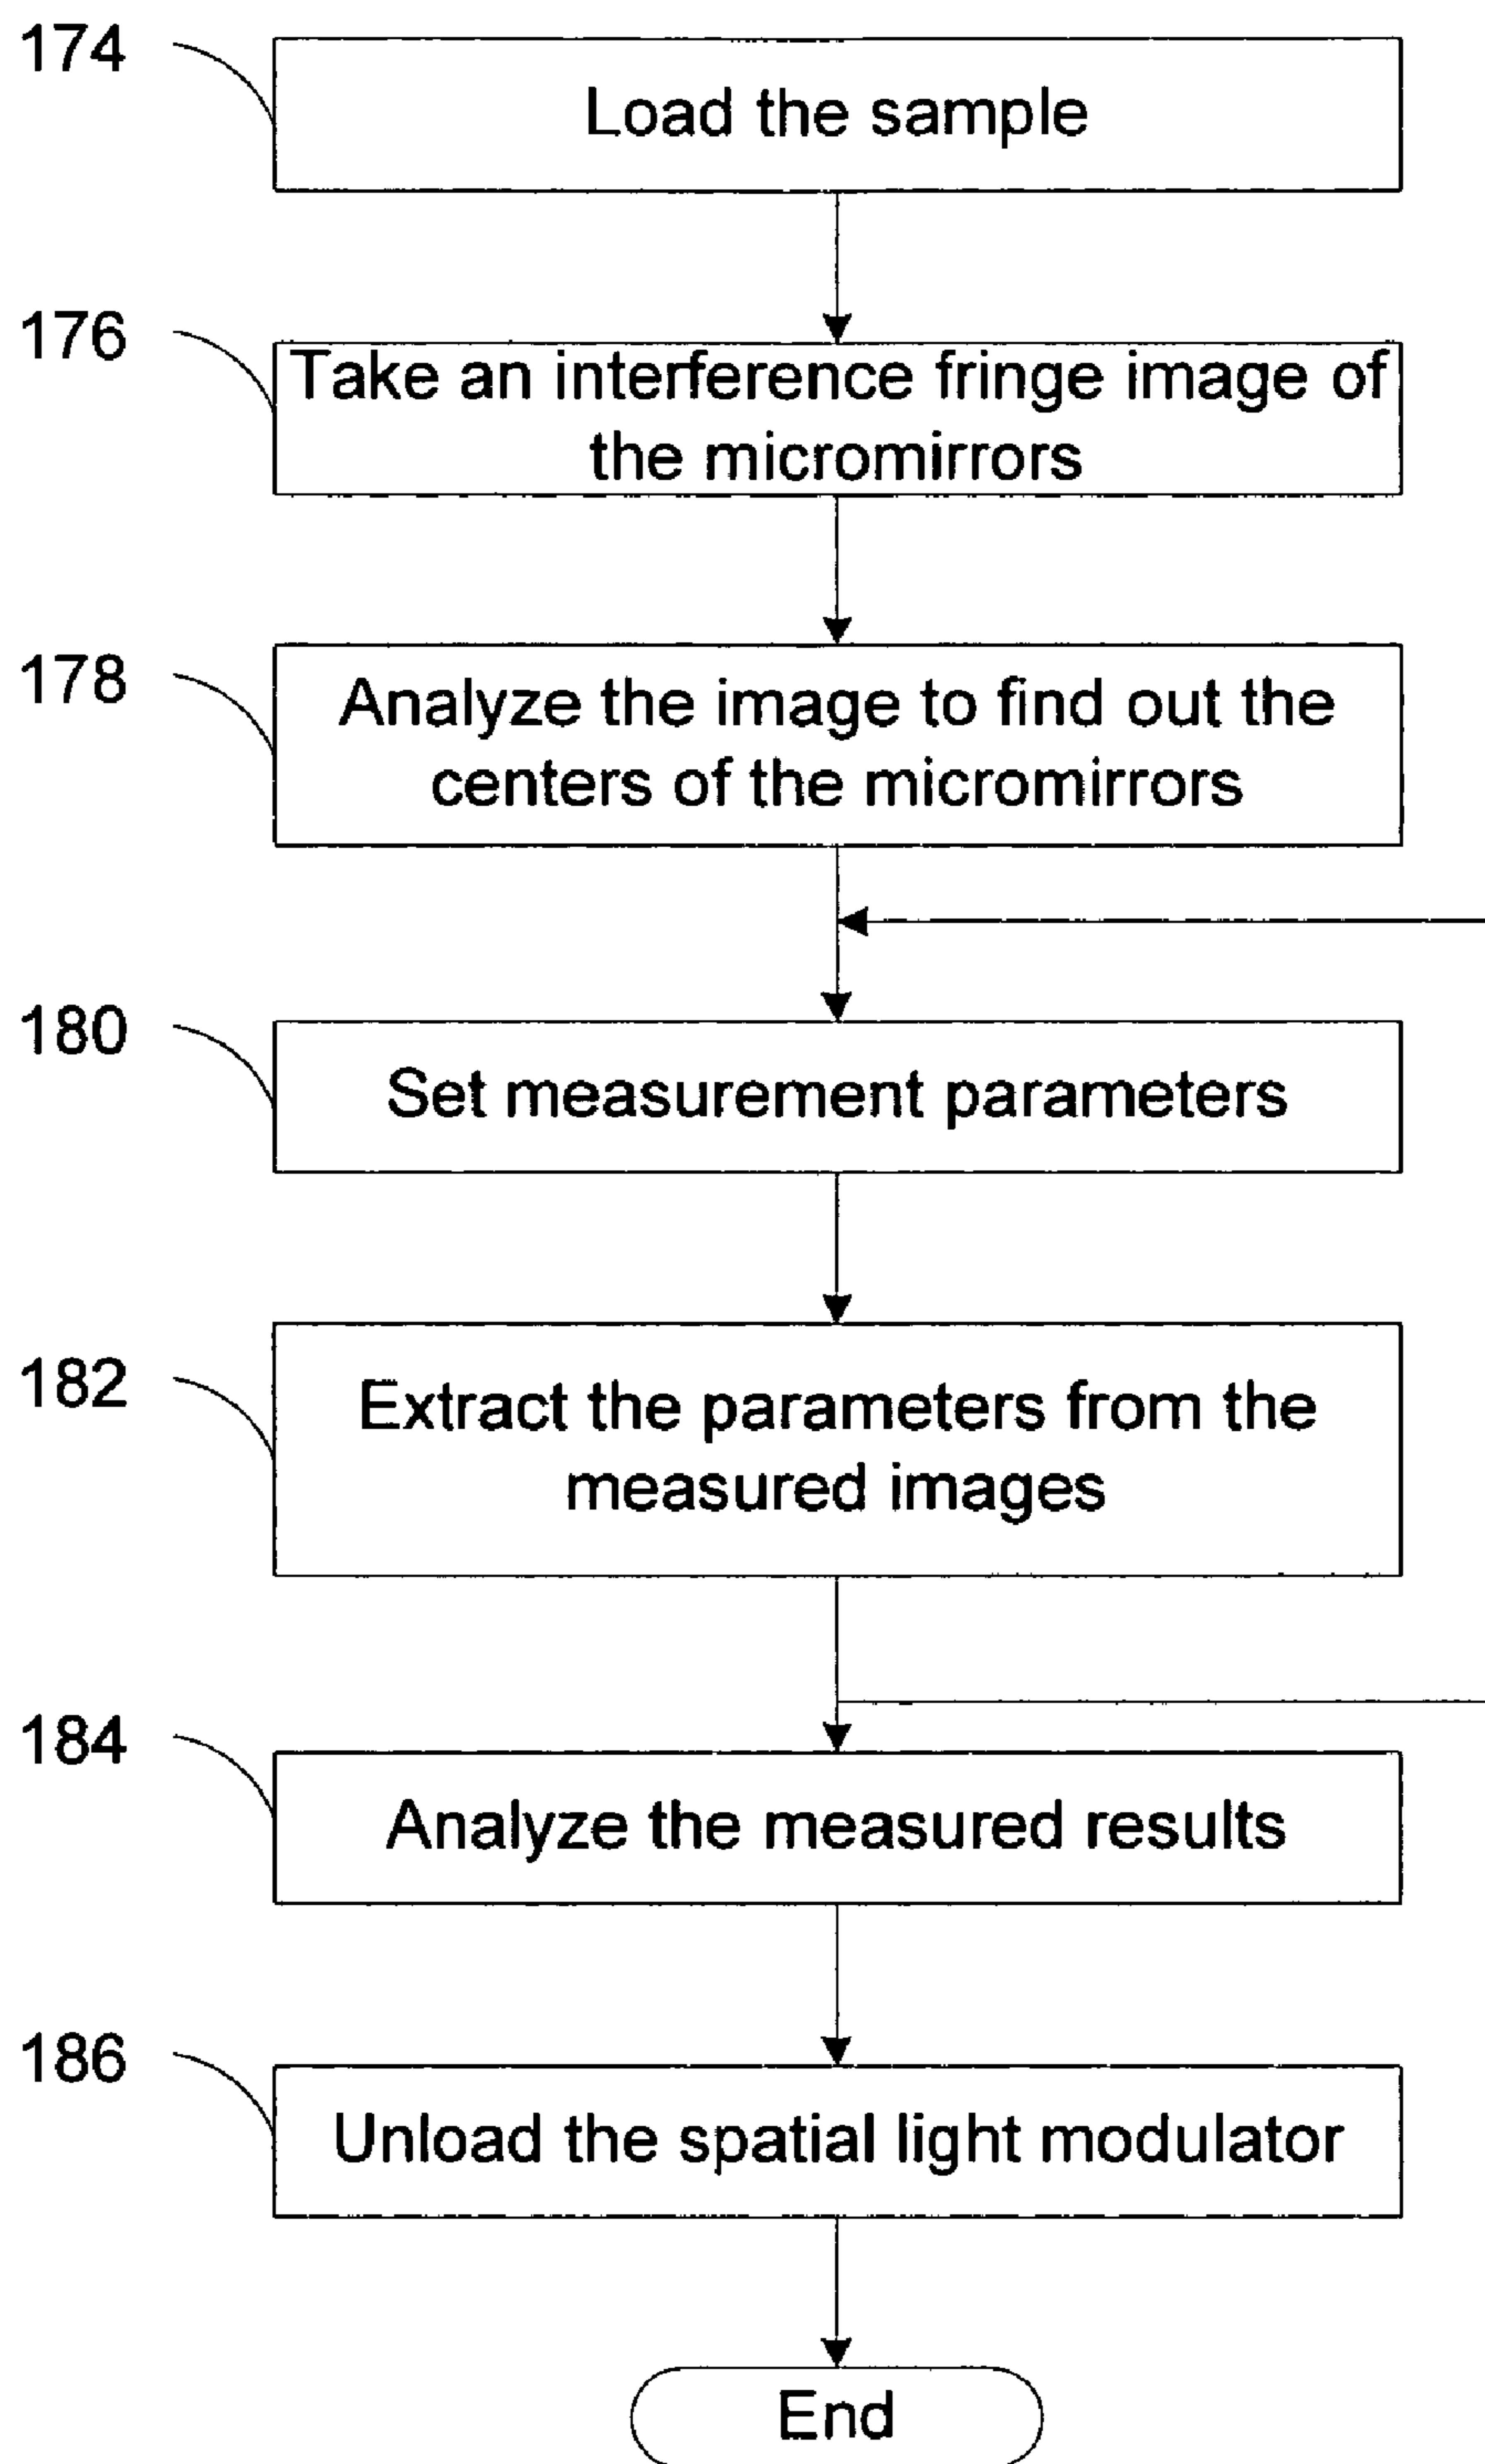 174
Load the sample
176
Take an interference fringe image of
the micromirrors
178
Analyze the image to find out the
centers of the micromirrors
180
Set measurement parameters
182
Extract the parameters from the
measured images
184
Analyze the measured results
186
Unload the spatial light modulator
End